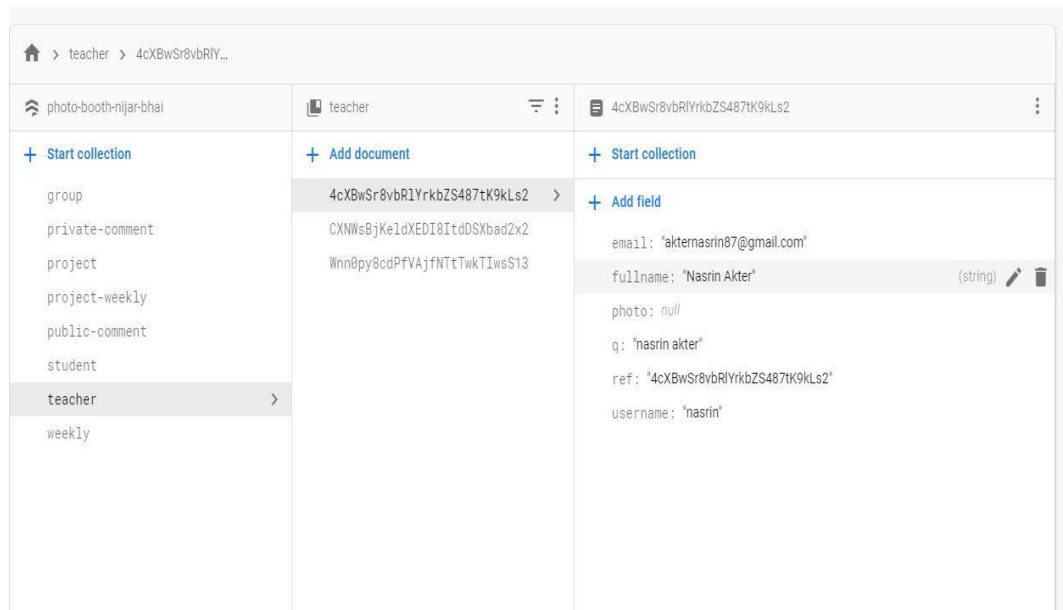 teacher > 4cXBwSr8vbRlY...
photo-booth-nijar-bhai
Start collection
group
private-comment
project
project-weekly
public-comment
student
teacher
weekly
teacher
Add document
4cXBwSr8vbRlYrkbZS487tK9kLs2
CXNWsBjKeldXEDI8ItdDSXbad2x2
Wnn0py8cdPfVAjfNTtTwkTIwsS13
4cXBwSr8vbRlYrkbZS487tK9kLs2
Start collection
Add field
email: "akternasrin87@gmail.com"
fullname: "Nasrin Akter" (string)
photo: null
q: "nasrin akter"
ref: "4cXBwSr8vbRlYrkbZS487tK9kLs2"
username: "nasrin"